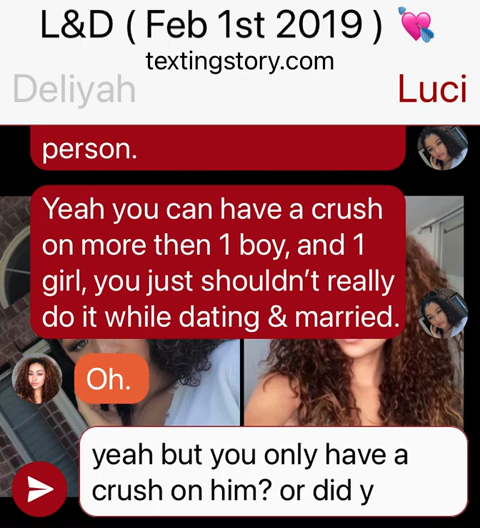 L&D ( Feb 1st 2019 ) 💘
textingstory.com
Deliyah
Luci
person.
Yeah you can have a crush
on more then 1 boy, and 1
girl, you just shouldn’t really
do it while dating & married.
Oh.
yeah but you only have a
crush on him? or did y